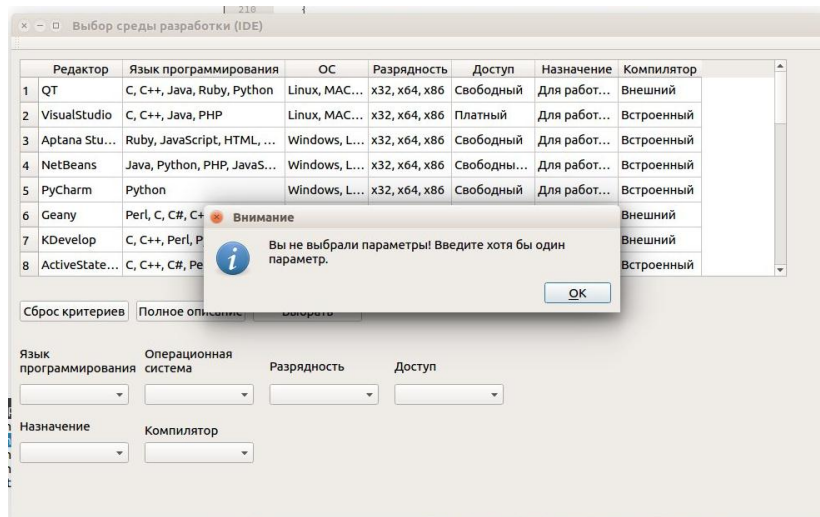 210 {
Выбор среды разработки (IDE)
Редактор Язык программирования ОС Разрядность Доступ Назначение Компилятор
1 QT C, C++, Java, Ruby, Python Linux, MAC... x32, x64, x86 Свободный Для работ... Внешний
2 VisualStudio C, C++, Java, PHP Linux, MAC... x32, x64, x86 Платный Для работ... Встроенный
3 Aptana Stu... Ruby, JavaScript, HTML, ... Windows, L... x32, x64, x86 Свободный Для работ... Встроенный
4 NetBeans Java, Python, PHP, JavaS... Windows, L... x32, x64, x86 Свободны... Для работ... Встроенный
5 PyCharm Python Windows, L... x32, x64, x86 Свободный Для работ... Встроенный
6 Geany Perl, C, C#, C+ Внешний
7 KDevelop C, C++, Perl, P Внешний
8 ActiveState... C, C++, C#, Pe Встроенный
Внимание
Вы не выбрали параметры! Введите хотя бы один
параметр.
OK
Сброс критериев Полное описание Выбрать
Язык
программирования
Операционная
система
Разрядность
Доступ
Назначение
Компилятор